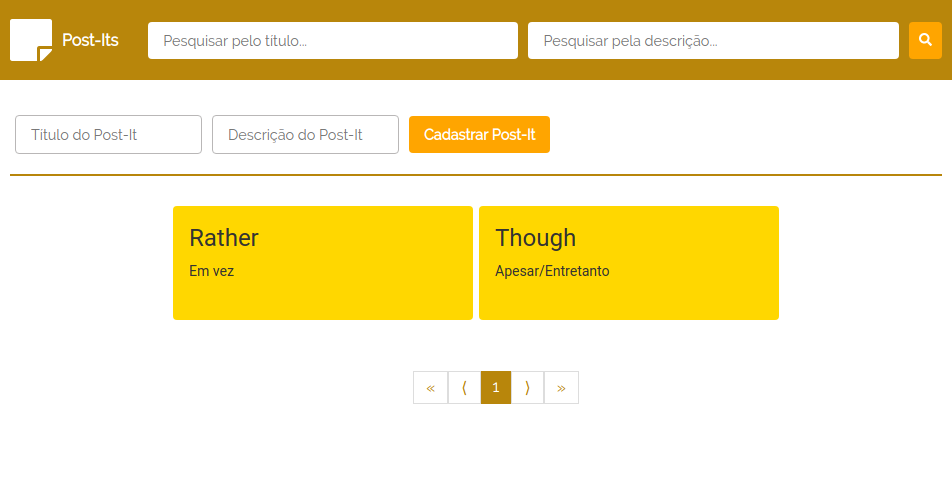 Post-Its
Pesquisar pelo título...
Pesquisar pela descrição...
Título do Post-It
Descrição do Post-It
Cadastrar Post-It
Rather
Em vez
Though
Apesar/Entretanto
« ⟨ 1 ⟩ »